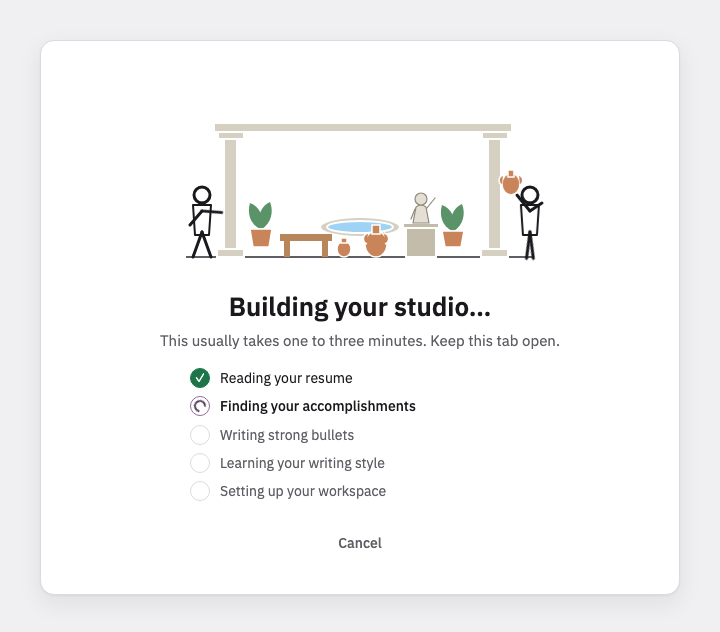 Building your studio...
This usually takes one to three minutes. Keep this tab open.
Reading your resume
Finding your accomplishments
Writing strong bullets
Learning your writing style
Setting up your workspace
Cancel